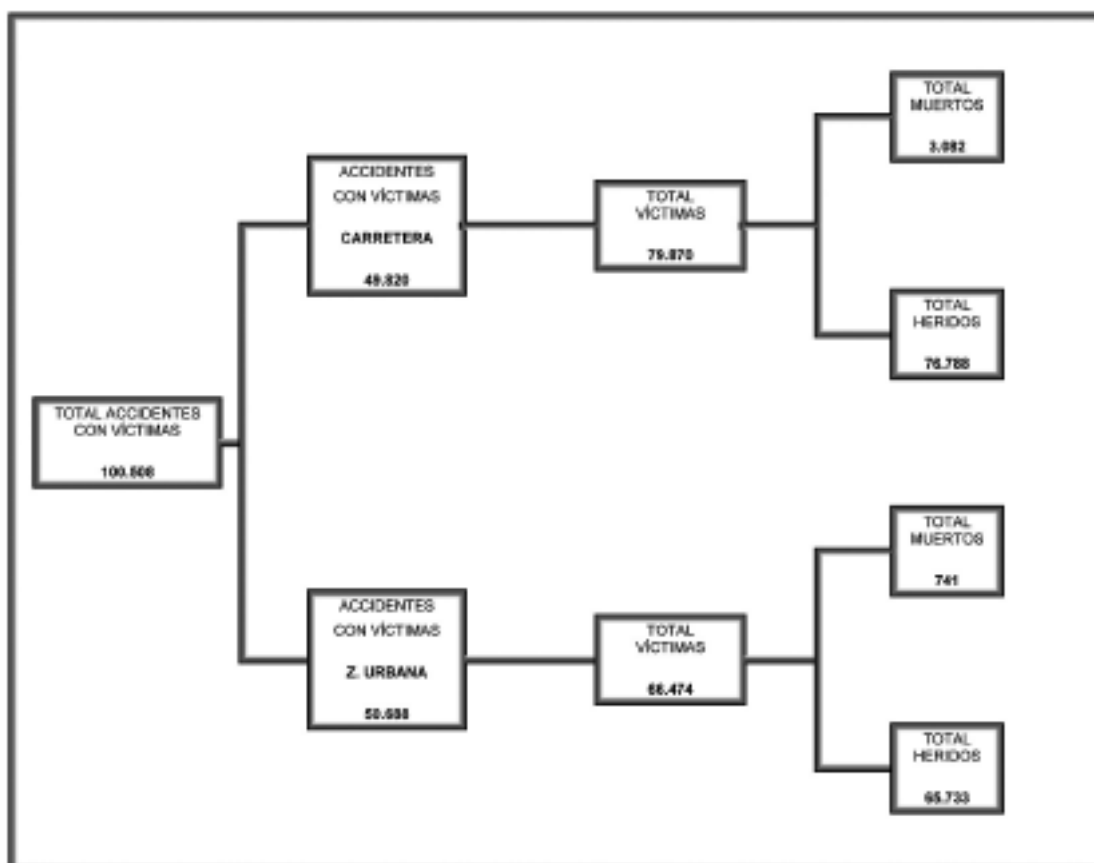 TOTAL
MUERTOS
3.082
ACCIDENTES
CON VÍCTIMAS
CARRETERA
49.820
TOTAL
VÍCTIMAS
79.870
TOTAL
HERIDOS
76.788
TOTAL ACCIDENTES
CON VÍCTIMAS
100.508
TOTAL
MUERTOS
741
ACCIDENTES
CON VÍCTIMAS
Z. URBANA
50.688
TOTAL
VÍCTIMAS
66.474
TOTAL
HERIDOS
65.733